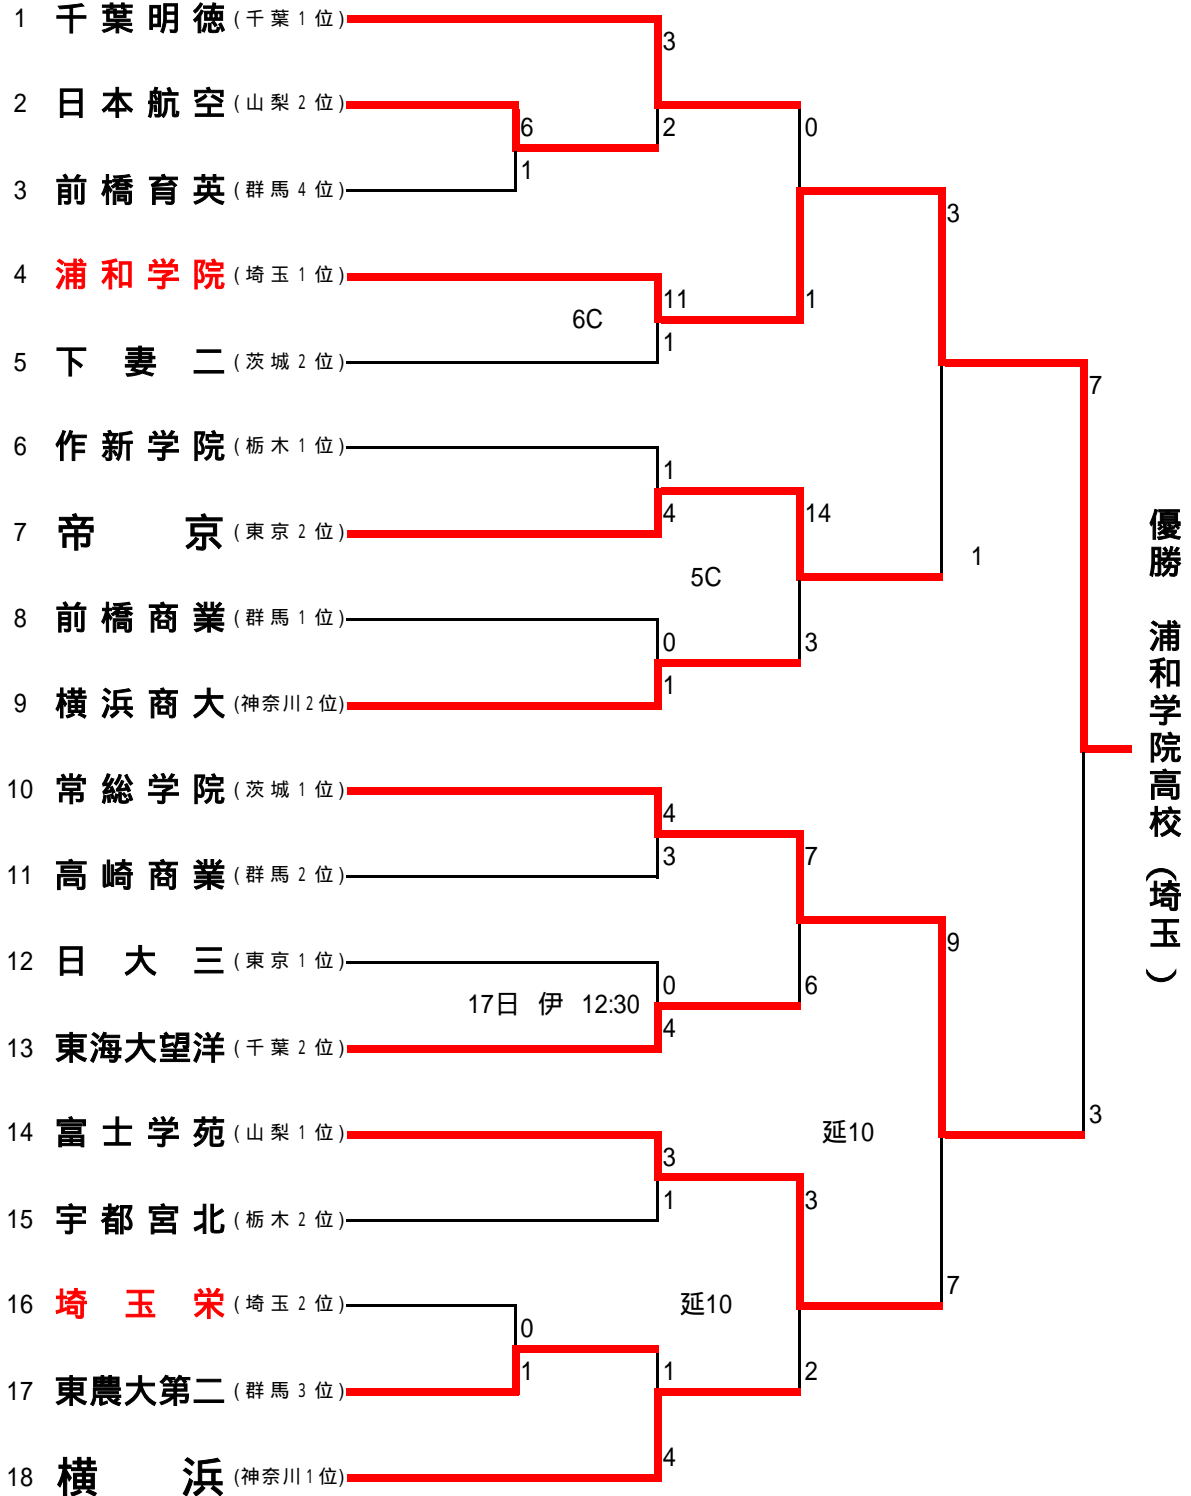 1 千葉明徳 (千葉1位)
3
2 日本航空 (山梨2位)
6
2
0
1
3 前橋育英 (群馬4位)
3
4 浦和学院 (埼玉1位)
11
1
6C
1
5 下妻二 (茨城2位)
7
6 作新学院 (栃木1位)
1
4
14
7 帝京 (東京2位)
1
5C
8 前橋商業 (群馬1位)
0
3
1
9 横浜商大 (神奈川2位)
優勝 浦和学院高校（埼玉）
10 常総学院 (茨城1位)
4
3
7
11 高崎商業 (群馬2位)
9
12 日大三 (東京1位)
0
6
17日 伊 12:30
4
13 東海大望洋 (千葉2位)
3
14 富士学苑 (山梨1位)
延10
3
1
3
15 宇都宮北 (栃木2位)
7
16 埼玉栄 (埼玉2位)
延10
0
1
1
2
17 東農大第二 (群馬3位)
4
18 横浜 (神奈川1位)